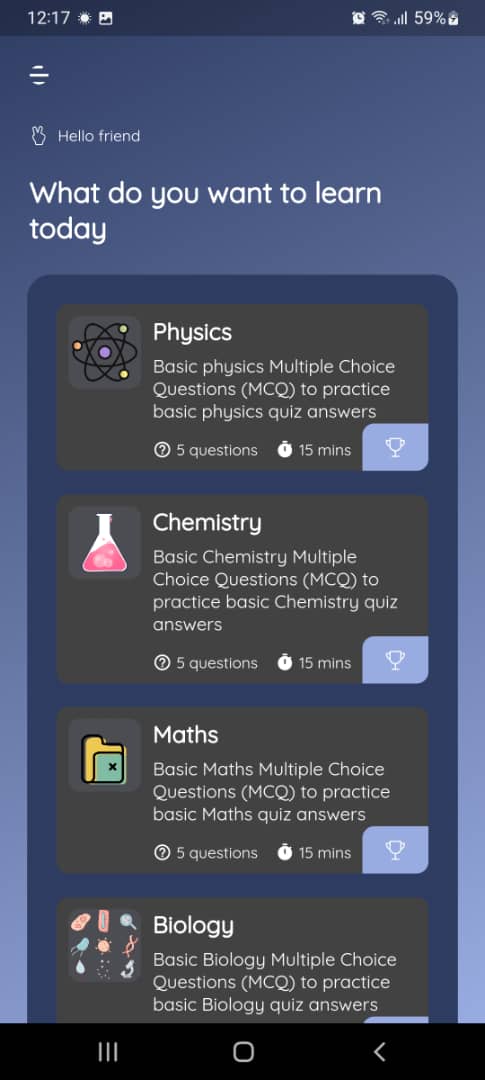 12:17
59%
Hello friend
What do you want to learn
today
Physics
Basic physics Multiple Choice
Questions (MCQ) to practice
basic physics quiz answers
5 questions 15 mins
Chemistry
Basic Chemistry Multiple
Choice Questions (MCQ) to
practice basic Chemistry quiz
answers
5 questions 15 mins
Maths
Basic Maths Multiple Choice
Questions (MCQ) to practice
basic Maths quiz answers
5 questions 15 mins
Biology
Basic Biology Multiple Choice
Questions (MCQ) to practice
basic Biology quiz answers